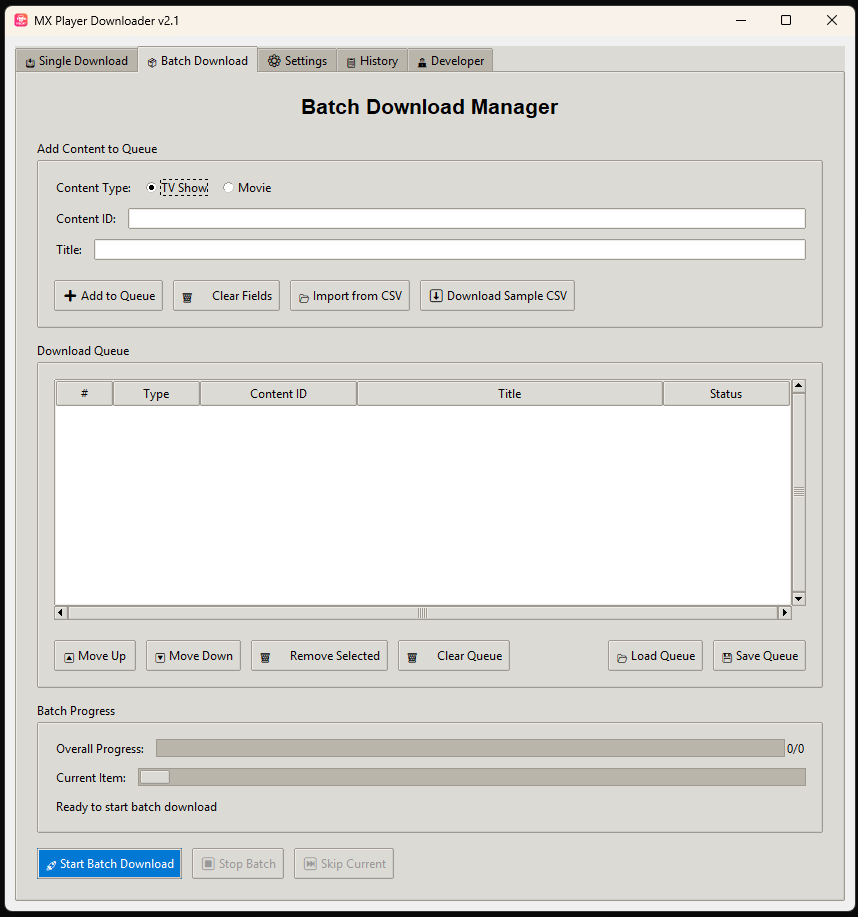 MX Player Downloader v2.1
Single Download Batch Download Settings History Developer
Batch Download Manager
Add Content to Queue
Content Type: TV Show Movie
Content ID:
Title:
Add to Queue Clear Fields Import from CSV Download Sample CSV
Download Queue
# Type Content ID Title Status
Move Up Move Down Remove Selected Clear Queue Load Queue Save Queue
Batch Progress
Overall Progress: 0/0
Current Item:
Ready to start batch download
Start Batch Download Stop Batch Skip Current